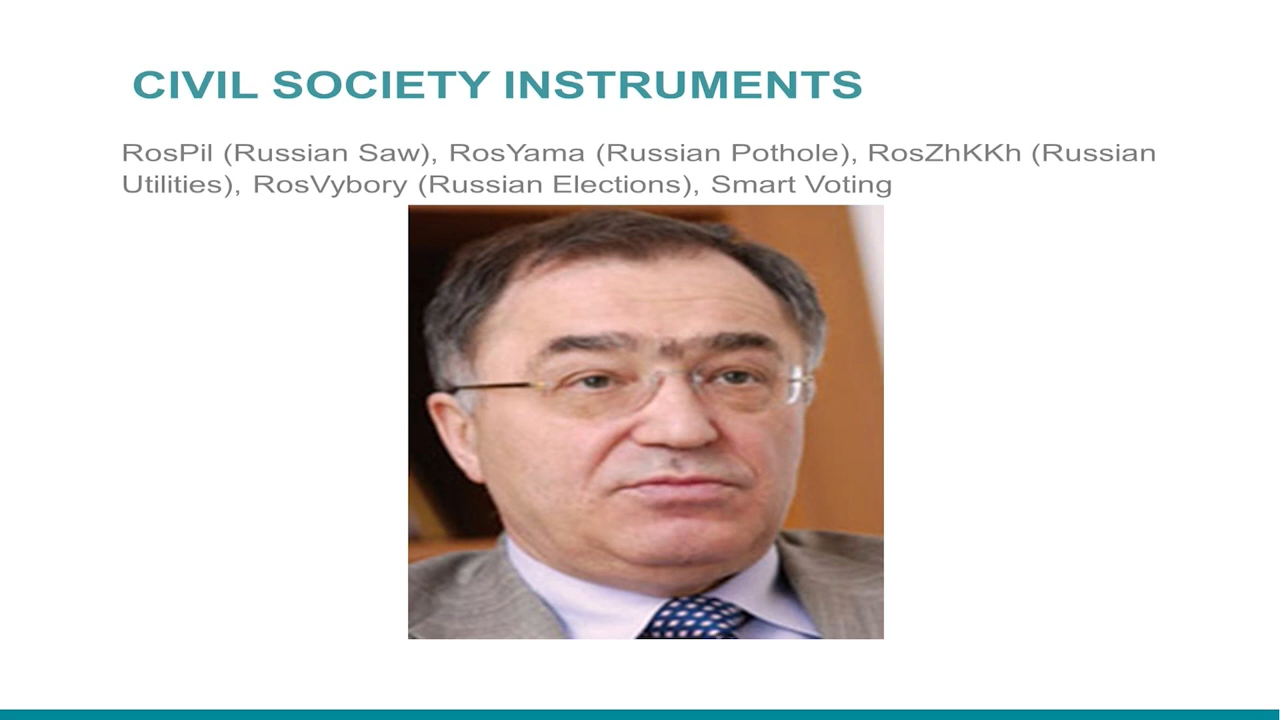 CIVIL SOCIETY INSTRUMENTS
RosPil (Russian Saw), RosYama (Russian Pothole), RosZhKKh (Russian
Utilities), RosVybory (Russian Elections), Smart Voting